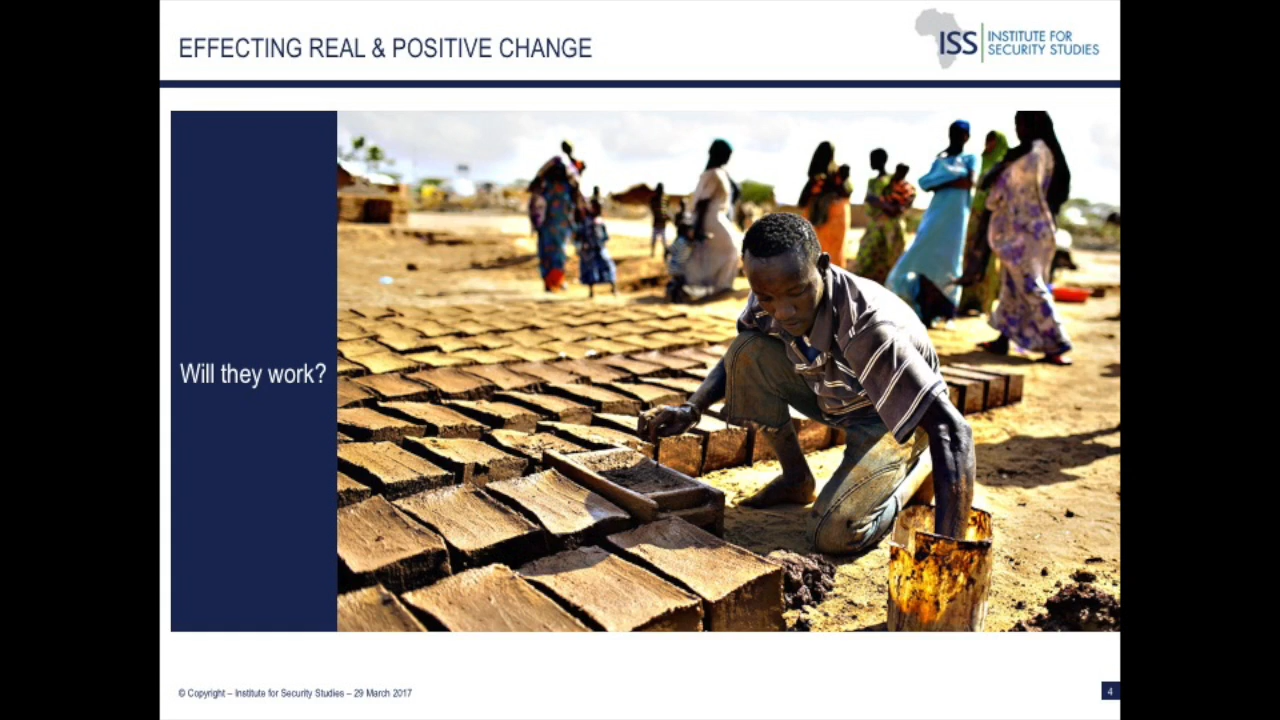 EFFECTING REAL & POSITIVE CHANGE
ISS INSTITUTE FOR
SECURITY STUDIES
Will they work?
© Copyright – Institute for Security Studies – 29 March 2017
4